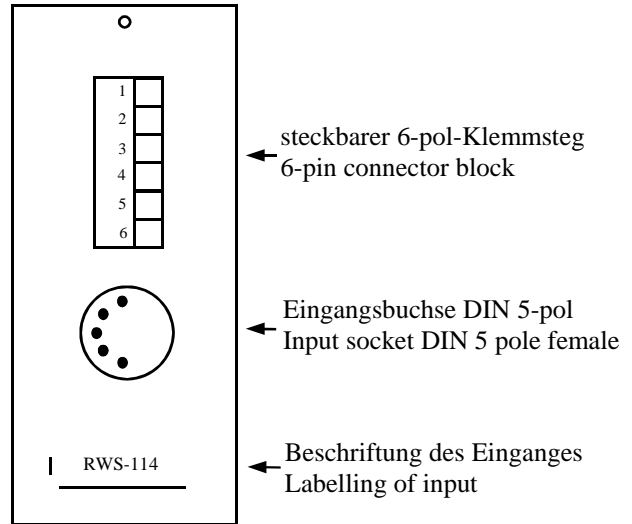 1
2
3
4
5
6
steckbarer 6-pol-Klemmsteg
6-pin connector block
Eingangsbuchse DIN 5-pol
Input socket DIN 5 pole female
RWS-114
Beschriftung des Einganges
Labelling of input